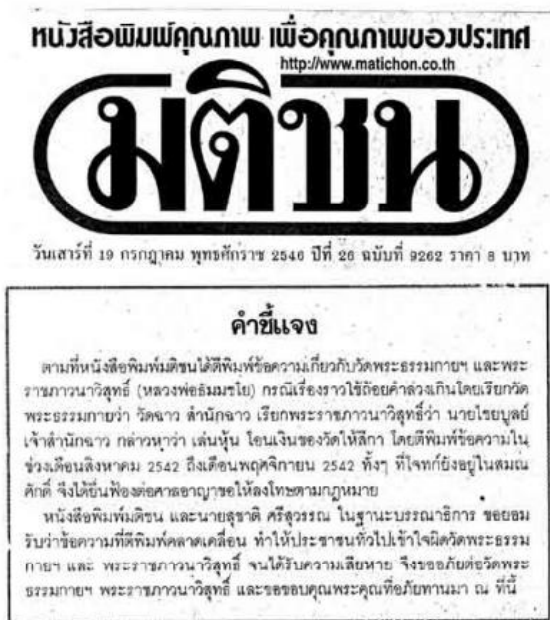 หนังสือพิมพ์คุณภาพ เพื่อคุณภาพของประเทศ
http://www.matichon.co.th
มติชน
วันเสาร์ที่ 19 กรกฎาคม พุทธศักราช 2546 ปีที่ 26 ฉบับที่ 9262 ราคา 8 บาท
คำชี้แจง
ตามที่หนังสือพิมพ์มติชนได้ตีพิมพ์ข้อความเกี่ยวกับวัดพระธรรมกายฯ และพระ
ราชภาวนาวิสุทธิ์ (หลวงพ่อธัมมชโย) กรณีเรื่องราวใช้ถ้อยคำล่วงเกินโดยเรียกวัด
พระธรรมกายว่า วัดฉาว สำนักฉาว เรียกพระราชภาวนาวิสุทธิ์ว่า นายไชยบูลย์
เจ้าสำนักฉาว กล่าวหาว่า เล่นหุ้น โอนเงินของวัดให้สีกา โดยตีพิมพ์ข้อความใน
ช่วงเดือนสิงหาคม 2542 ถึงเดือนพฤศจิกายน 2542 ทั้งๆ ที่โจทก์ยังอยู่ในสมณ
ศักดิ์ จึงได้ยื่นฟ้องต่อศาลอาญาขอให้ลงโทษตามกฎหมาย
หนังสือพิมพ์มติชน และนายสุชาติ ศรีสุวรรณ ในฐานะบรรณาธิการ ขอยอม
รับว่าข้อความที่ตีพิมพ์คลาดเคลื่อน ทำให้ประชาชนทั่วไปเข้าใจผิดวัดพระธรรม
กายฯ และ พระราชภาวนาวิสุทธิ์ จนได้รับความเสียหาย จึงขออภัยต่อวัดพระ
ธรรมกายฯ พระราชภาวนาวิสุทธิ์ และขอขอบคุณพระคุณที่อภัยทานมา ณ ที่นี้